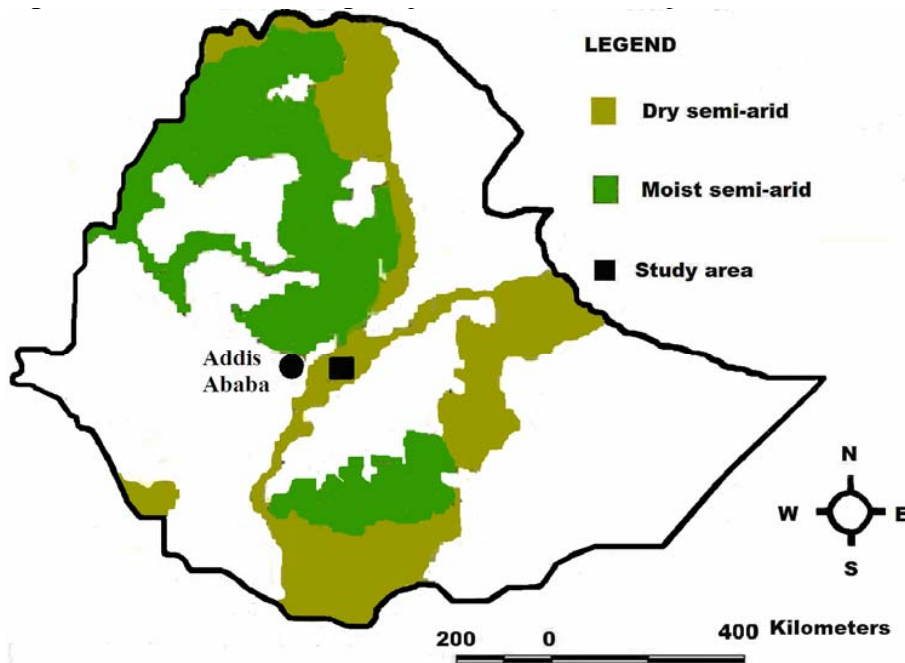 LEGEND
Dry semi-arid
Moist semi-arid
Study area
Addis
Ababa
N
W E
S
200 0 400 Kilometers